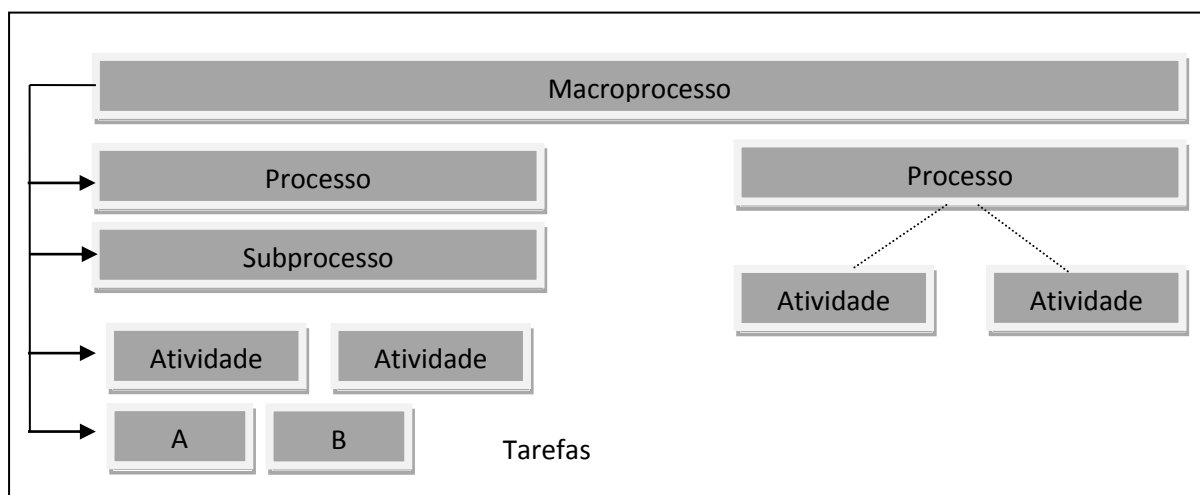 Macroprocesso
Processo
Processo
Subprocesso
Atividade
Atividade
Atividade
Atividade
A
B
Tarefas